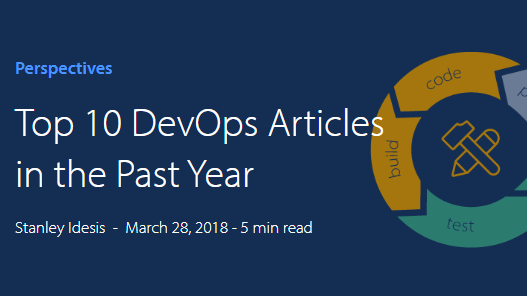 Perspectives
Top 10 DevOps Articles
in the Past Year
Stanley Idesis - March 28, 2018 - 5 min read
code
build
test